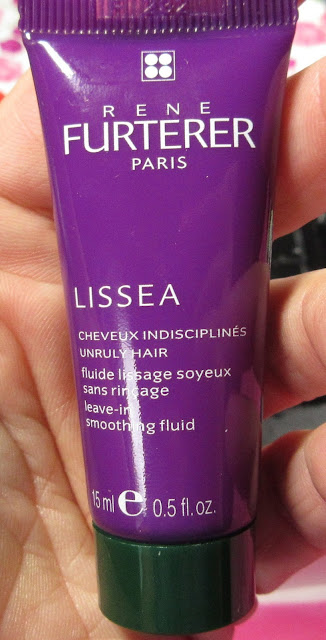 RENE
FURTERER
PARIS
LISSEA
CHEVEUX INDISCIPLINÉS
UNRULY HAIR
fluide lissage soyeux
sans rinçage
leave-in
smoothing fluid
15 ml e 0.5 fl.oz.